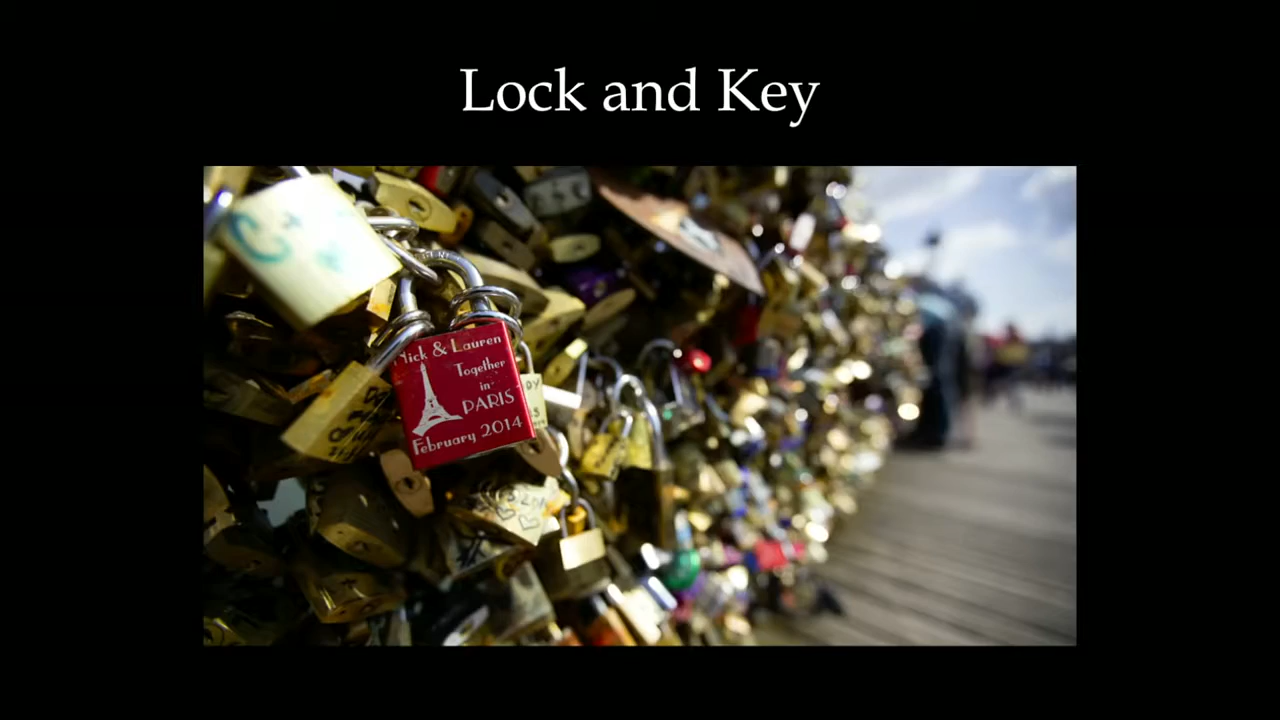 Lock and Key
Nick & Lauren
Together
in
PARIS
February 2014